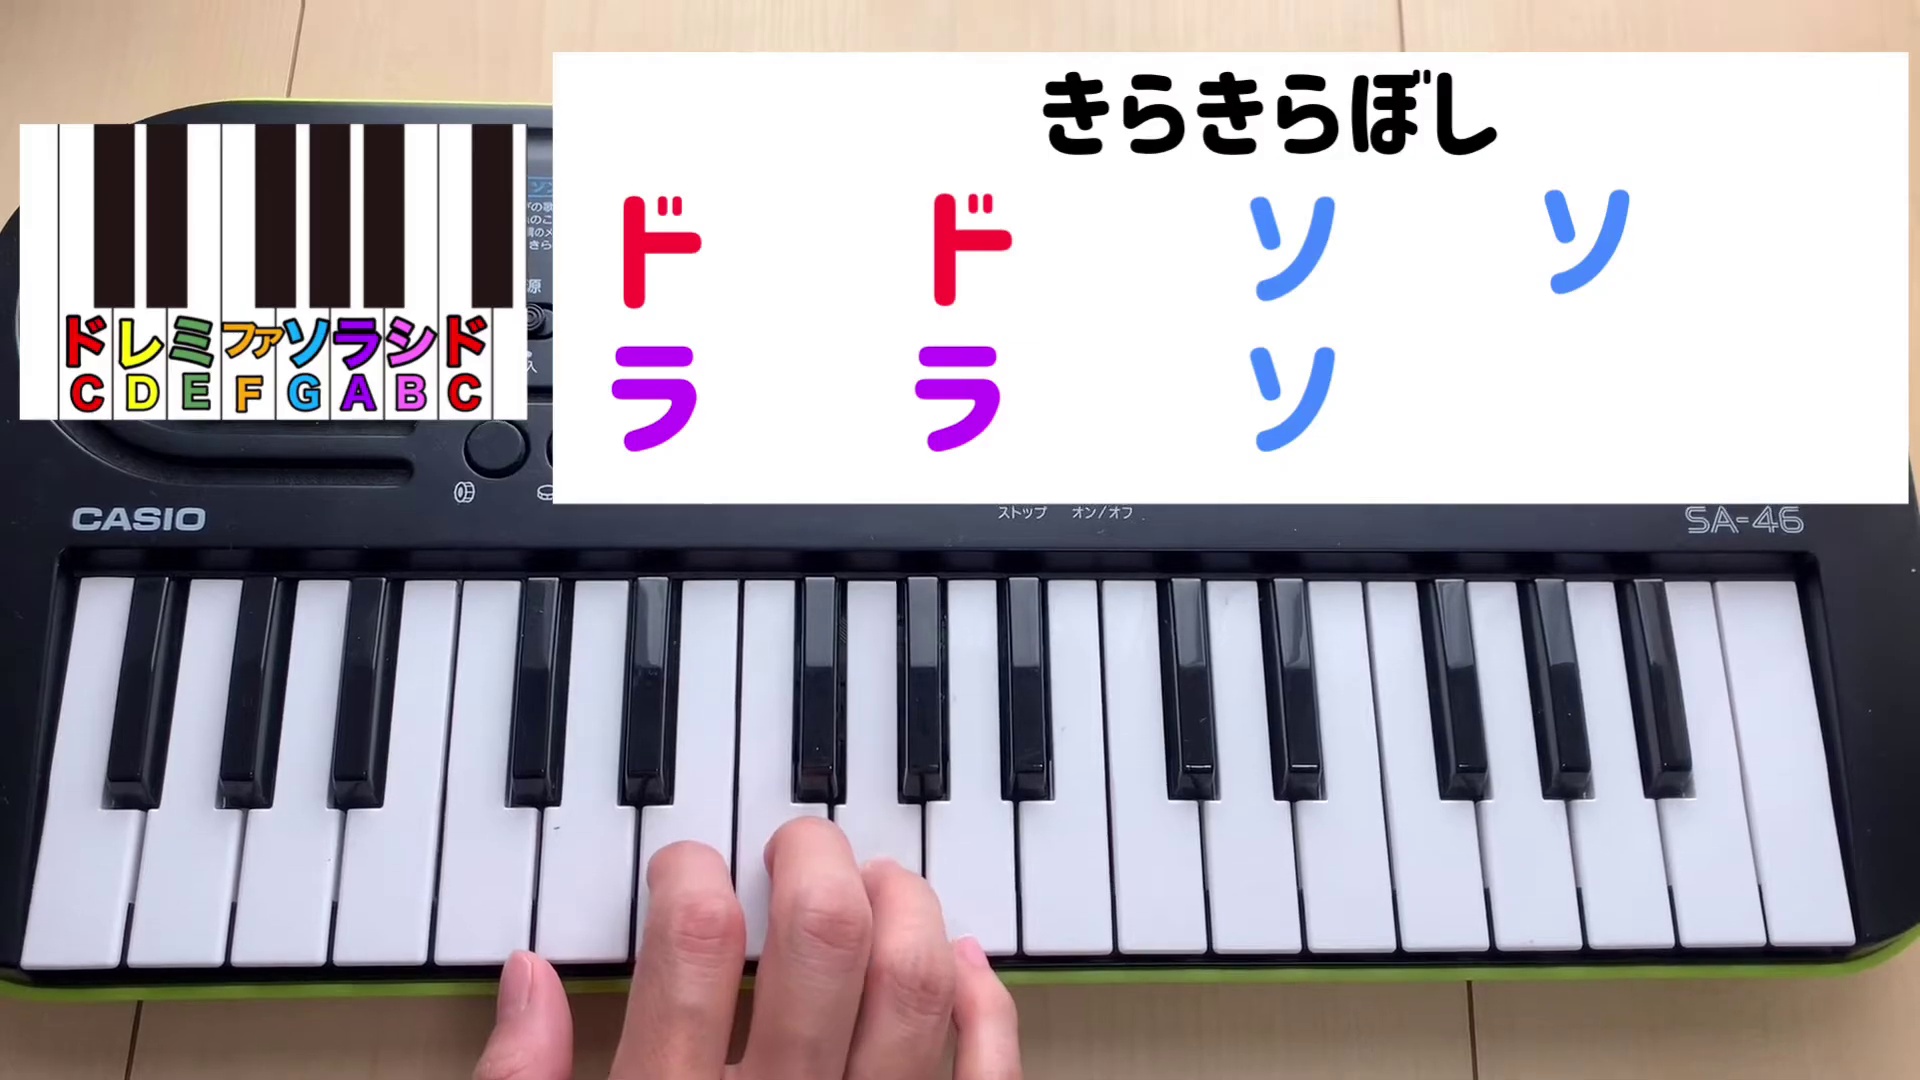 きらきらぼし
ド ド ソ ソ
ララソ
ドレミファソラシド
CDEFGABC
CASIO
ストップ オン/オフ
SA-46